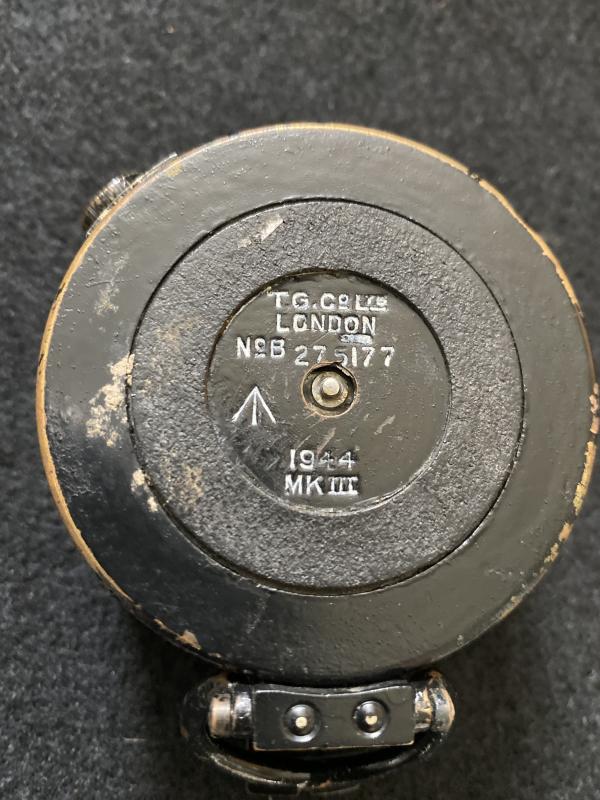 T.G. Co Ltd
LONDON
No B 275177
1944
MK III